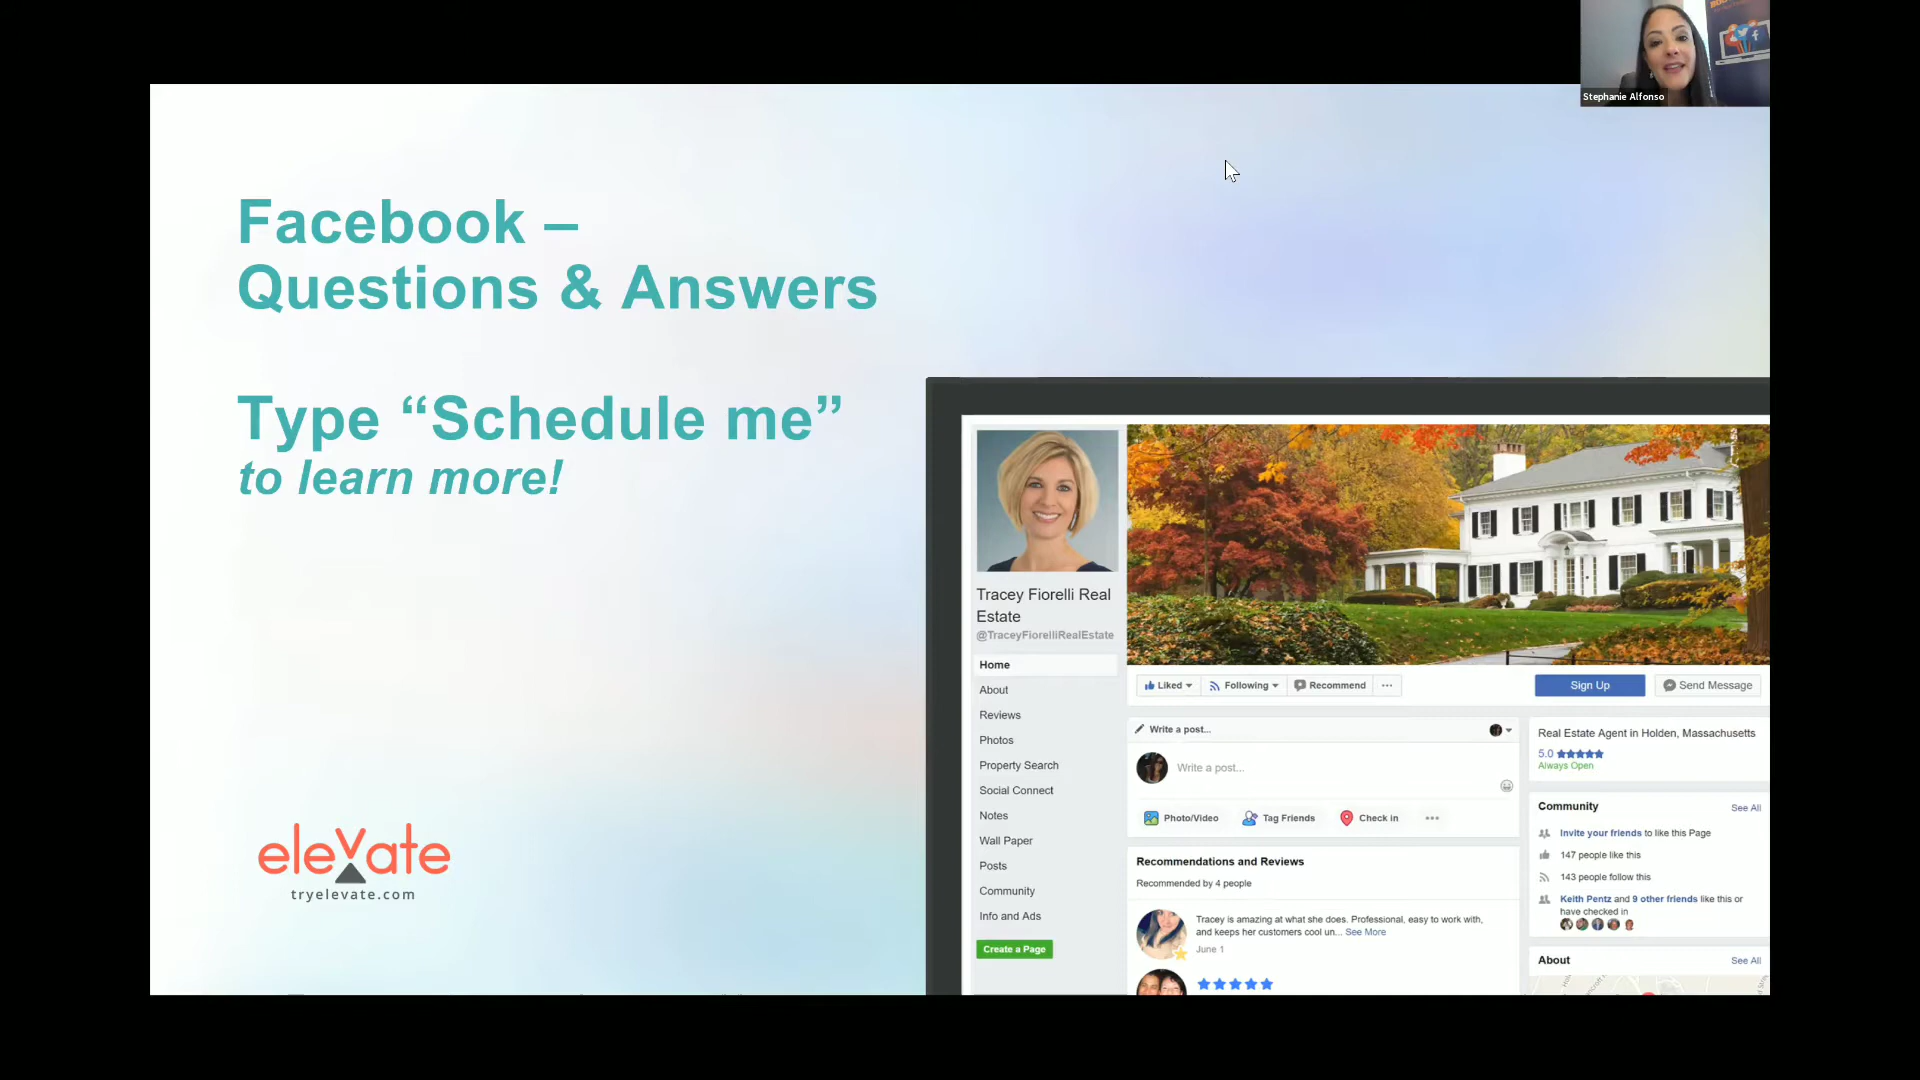 Stephanie Alfonso
Facebook –
Questions & Answers
Type “Schedule me”
to learn more!
elevate
tryelevate.com
Tracey Fiorelli Real
Estate
@TraceyFiorelliRealEstate
Home
About
Reviews
Photos
Property Search
Social Connect
Notes
Wall Paper
Posts
Community
Info and Ads
Create a Page
Liked
Following
Recommend
Sign Up
Send Message
Write a post...
Write a post...
Photo/Video
Tag Friends
Check in
Recommendations and Reviews
Recommended by 4 people
Tracey is amazing at what she does. Professional, easy to work with,
and keeps her customers cool un... See More
June 1
Real Estate Agent in Holden, Massachusetts
5.0
Always Open
Community
See All
Invite your friends to like this Page
147 people like this
143 people follow this
Keith Pentz and 9 other friends like this or
have checked in
About
See All